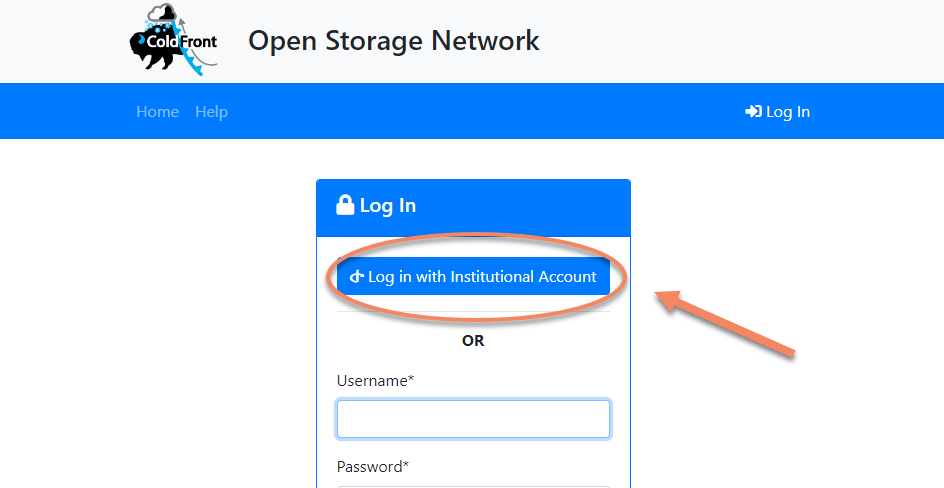 ColdFront
Open Storage Network
Home Help Log In
Log In
Log in with Institutional Account
OR
Username*
Password*